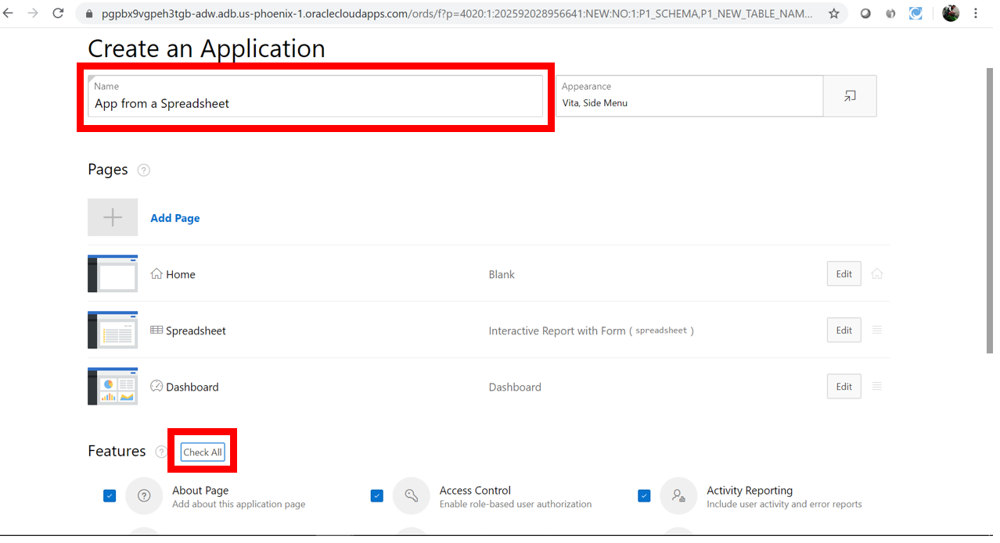 pgpbx9vgpeh3tgb-adw.adb.us-phoenix-1.oraclecloudapps.com/ords/f?p=4020:1:202592028956641:NEW:NO:1:P1_SCHEMA,P1_NEW_TABLE_NAM...
Create an Application
Name
App from a Spreadsheet
Appearance
Vita, Side Menu
Pages ?
Add Page
Home Blank Edit
Spreadsheet Interactive Report with Form ( spreadsheet ) Edit
Dashboard Dashboard Edit
Features ? Check All
? About Page
Add about this application page
Access Control
Enable role-based user authorization
Activity Reporting
Include user activity and error reports